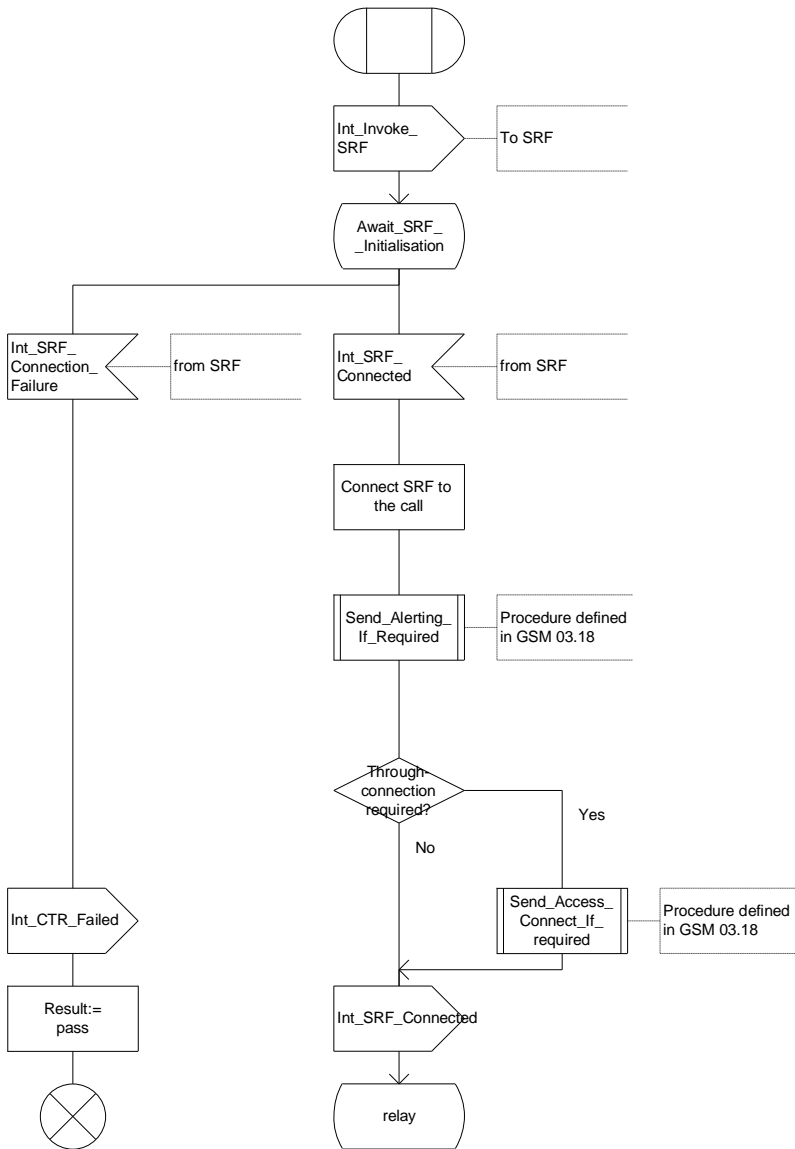 Int_Invoke_
SRF
To SRF
Await_SRF_
_Initialisation
Int_SRF_
Connection_
Failure
from SRF
Int_SRF_
Connected
from SRF
Connect SRF to
the call
Send_Alerting_
If_Required
Procedure defined
in GSM 03.18
Through-
connection
required?
Yes
No
Int_CTR_Failed
Send_Access_
Connect_If_
required
Procedure defined
in GSM 03.18
Result:=
pass
Int_SRF_Connected
relay